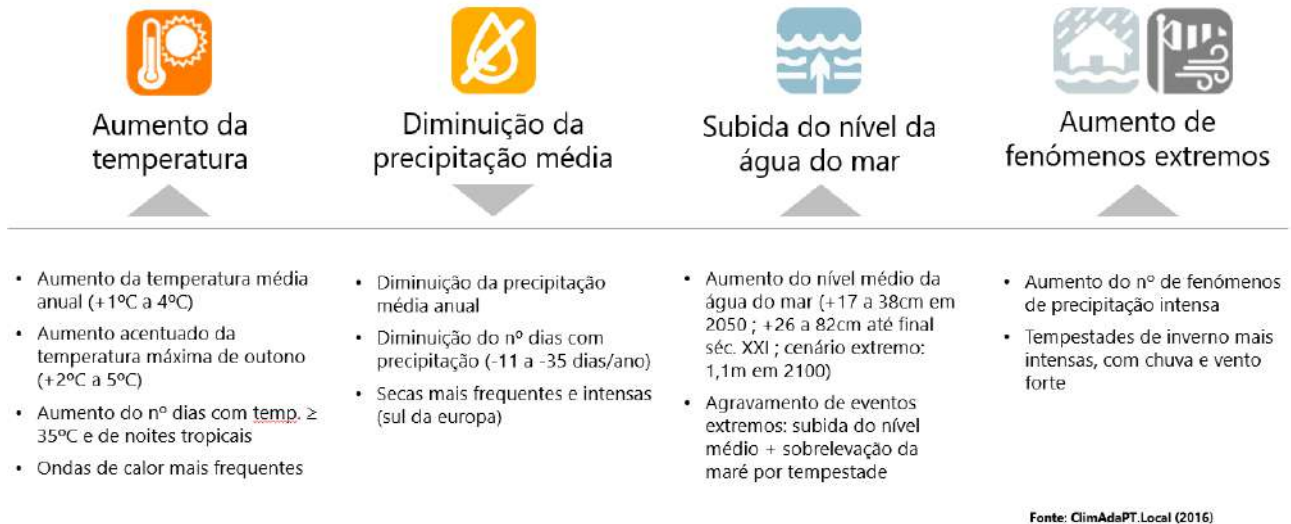 Aumento da
temperatura
Diminuição da
precipitação média
Subida do nível da
água do mar
Aumento de
fenómenos extremos
• Aumento da temperatura média
anual (+1ºC a 4ºC)
• Aumento acentuado da
temperatura máxima de outono
(+2ºC a 5ºC)
• Aumento do nº dias com temp. ≥
35ºC e de noites tropicais
• Ondas de calor mais frequentes
• Diminuição da precipitação
média anual
• Diminuição do nº dias com
precipitação (-11 a -35 dias/ano)
• Secas mais frequentes e intensas
(sul da europa)
• Aumento do nível médio da
água do mar (+17 a 38cm em
2050 ; +26 a 82cm até final
séc. XXI ; cenário extremo:
1,1m em 2100)
• Agravamento de eventos
extremos: subida do nível
médio + sobrelevação da
maré por tempestade
• Aumento do nº de fenómenos
de precipitação intensa
• Tempestades de inverno mais
intensas, com chuva e vento
forte
Fonte: ClimAdaPT.Local (2016)